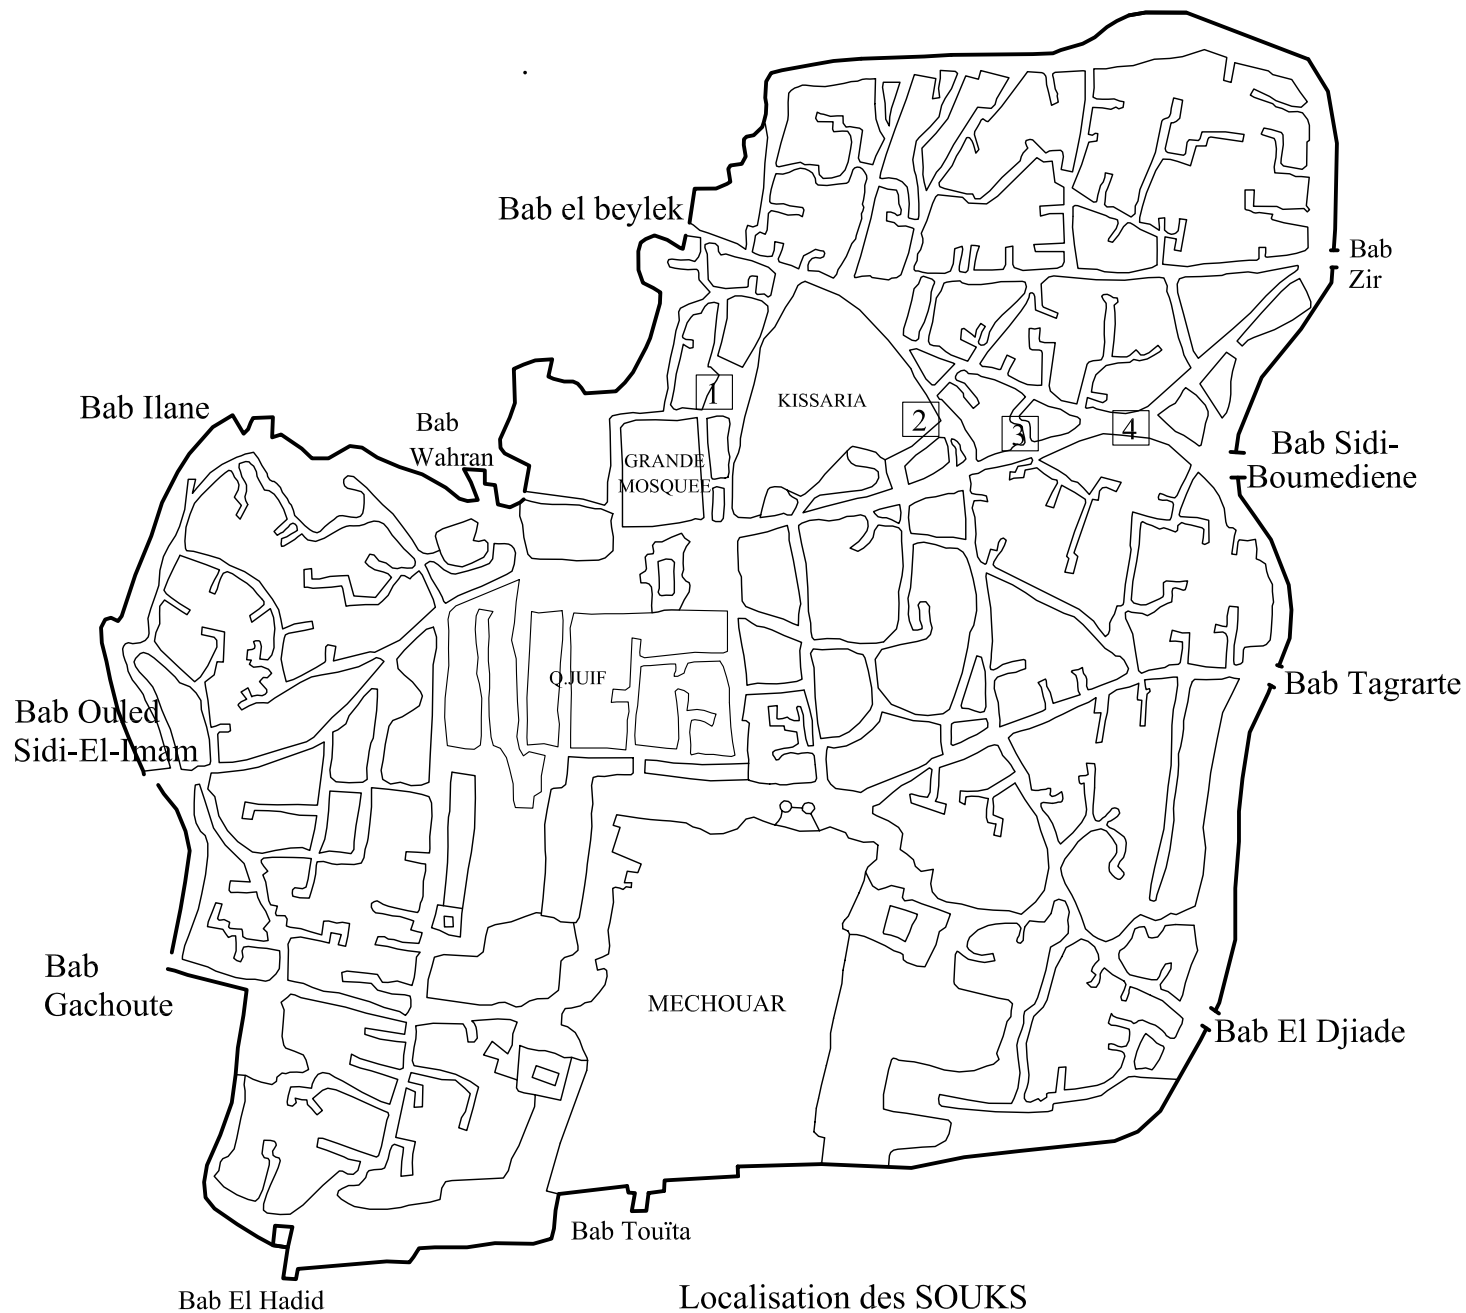 Bab el beylek
Bab
Zir
Bab Ilane
Bab
Wahran
1
KISSARIA
2
3
4
GRANDE
MOSQUEE
Bab Sidi-
Boumediene
Q.JUIF
Bab Tagrarte
Bab Ouled
Sidi-El-Imam
Bab
Gachoute
MECHOUAR
Bab El Djiade
Bab Touïta
Bab El Hadid
Localisation des SOUKS